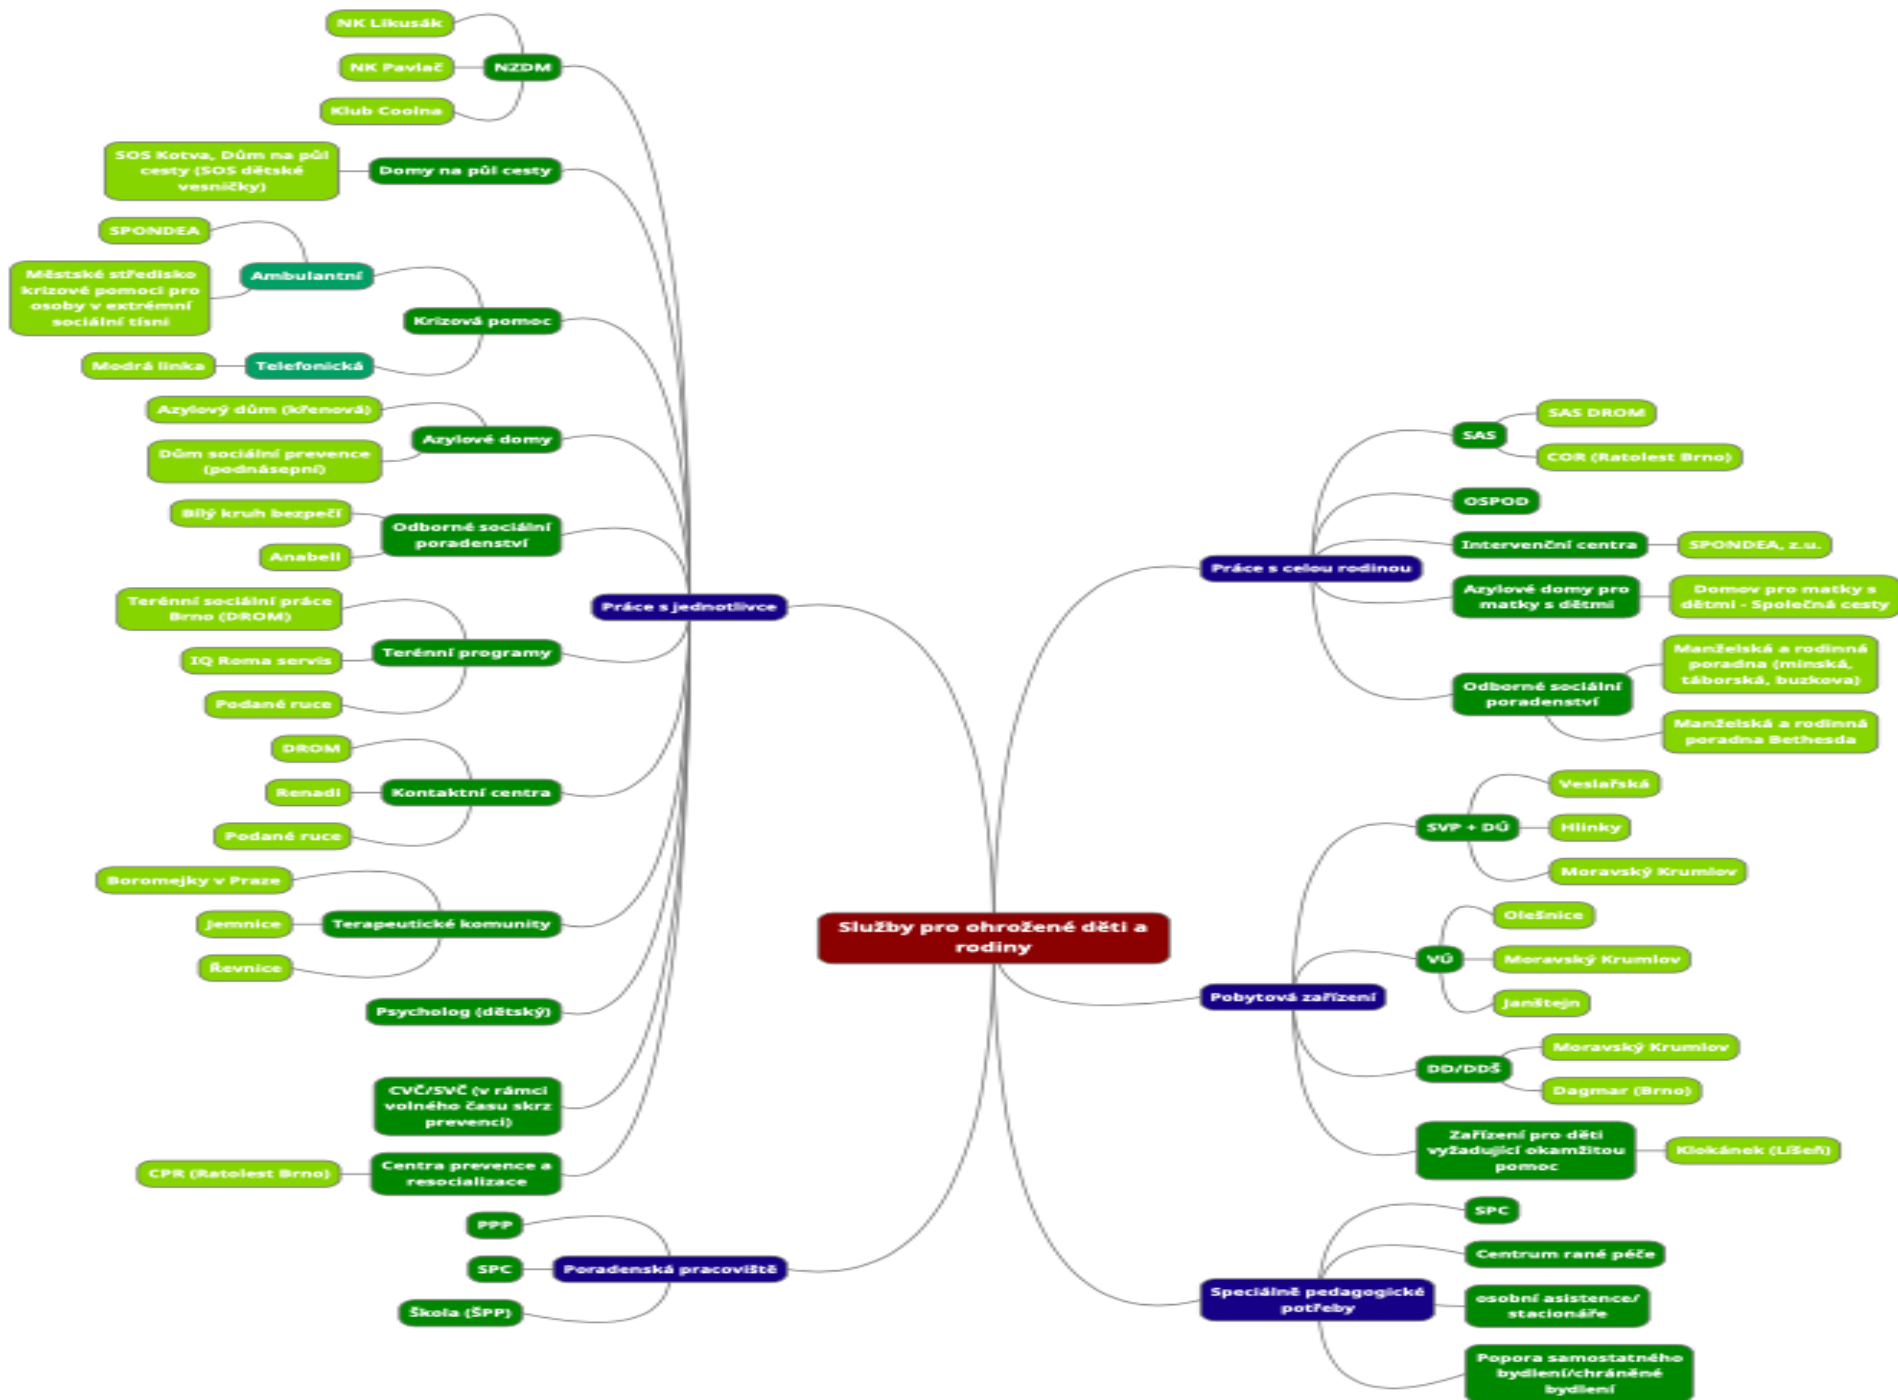 NK Likusák
NK Pavlač
Klub Coolna
NZDM
SOS Kotva, Dům na půl
cesty (SOS dětské
vesničky)
Domy na půl cesty
SPONDEA
Městské středisko
krizové pomoci pro
osoby v extrémní
sociální tísni
Ambulantní
Modrá linka
Telefonická
Krizová pomoc
Azylový dům (křenová)
Dům sociální prevence
(podnásepní)
Azylové domy
Bílý kruh bezpečí
Anabell
Odborné sociální
poradenství
Terénní sociální práce
Brno (DROM)
IQ Roma servis
Podané ruce
Terénní programy
DROM
Renadi
Podané ruce
Kontaktní centra
Boromejky v Praze
Jemnice
Řevnice
Terapeutické komunity
Psycholog (dětský)
CVČ/SVČ (v rámci
volného času skrz
prevenci)
CPR (Ratolest Brno)
Centra prevence a
resocializace
Práce s jednotlivce
PPP
SPC
Škola (ŠPP)
Poradenská pracoviště
Služby pro ohrožené děti a
rodiny
Práce s celou rodinou
SAS
SAS DROM
COR (Ratolest Brno)
OSPOD
Intervenční centra
SPONDEA, z.u.
Azylové domy pro
matky s dětmi
Domov pro matky s
dětmi - Společná cesty
Odborné sociální
poradenství
Manželská a rodinná
poradna (minská,
táborská, buzkova)
Manželská a rodinná
poradna Bethesda
Pobytová zařízení
SVP + DÚ
Veslařská
Hlinky
Moravský Krumlov
VÚ
Olešnice
Moravský Krumlov
Janštejn
DD/DDŠ
Moravský Krumlov
Dagmar (Brno)
Zařízení pro děti
vyžadující okamžitou
pomoc
Klokánek (Líšeň)
Speciálně pedagogické
potřeby
SPC
Centrum rané péče
osobní asistence/
stacionáře
Popora samostatného
bydlení/chráněné
bydlení